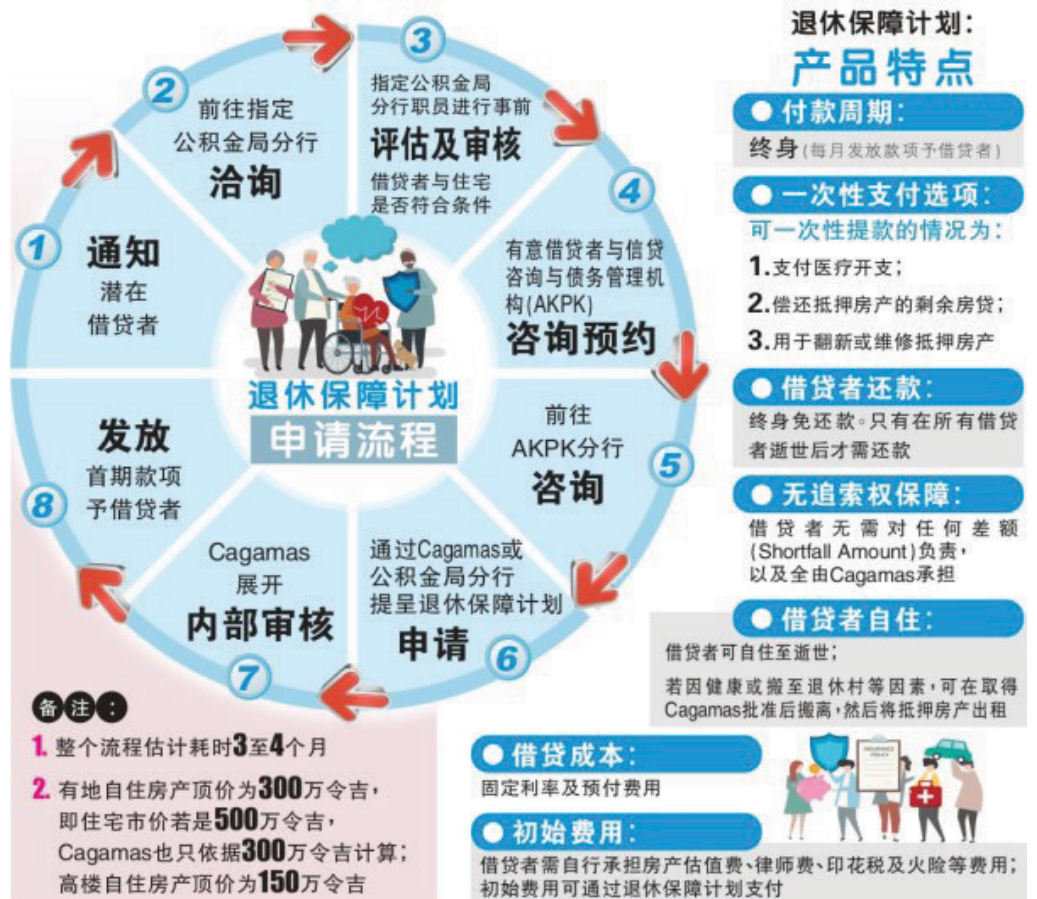 1
通知
潜在
借贷者
2
前往指定
公积金局分行
洽询
3
指定公积金局
分行职员进行事前
评估及审核
借贷者与住宅
是否符合条件
4
有意借贷者与信贷
咨询与债务管理机
构(AKPK)
咨询预约
5
前往
AKPK分行
咨询
6
通过Cagamas或
公积金局分行
提呈退休保障计划
申请
7
Cagamas
展开
内部审核
8
发放
首期款项
予借贷者
退休保障计划
申请流程
备注：
1. 整个流程估计耗时3至4个月
2. 有地自住房产顶价为300万令吉，
即住宅市价若是500万令吉，
Cagamas也只依据300万令吉计算；
高楼自住房产顶价为150万令吉
退休保障计划：
产品特点
● 付款周期：
终身(每月发放款项予借贷者)
● 一次性支付选项：
可一次性提款的情况为：
1.支付医疗开支；
2.偿还抵押房产的剩余房贷；
3.用于翻新或维修抵押房产
● 借贷者还款：
终身免还款。只有在所有借贷
者逝世后才需还款
● 无追索权保障：
借贷者无需对任何差额
(Shortfall Amount)负责，
以及全由Cagamas承担
● 借贷者自住：
借贷者可自住至逝世；
若因健康或搬至退休村等因素，可在取得
Cagamas批准后搬离，然后将抵押房产出租
● 借贷成本：
固定利率及预付费用
● 初始费用：
借贷者需自行承担房产估值费、律师费、印花税及火险等费用；
初始费用可通过退休保障计划支付
INSURANCE
POLICY